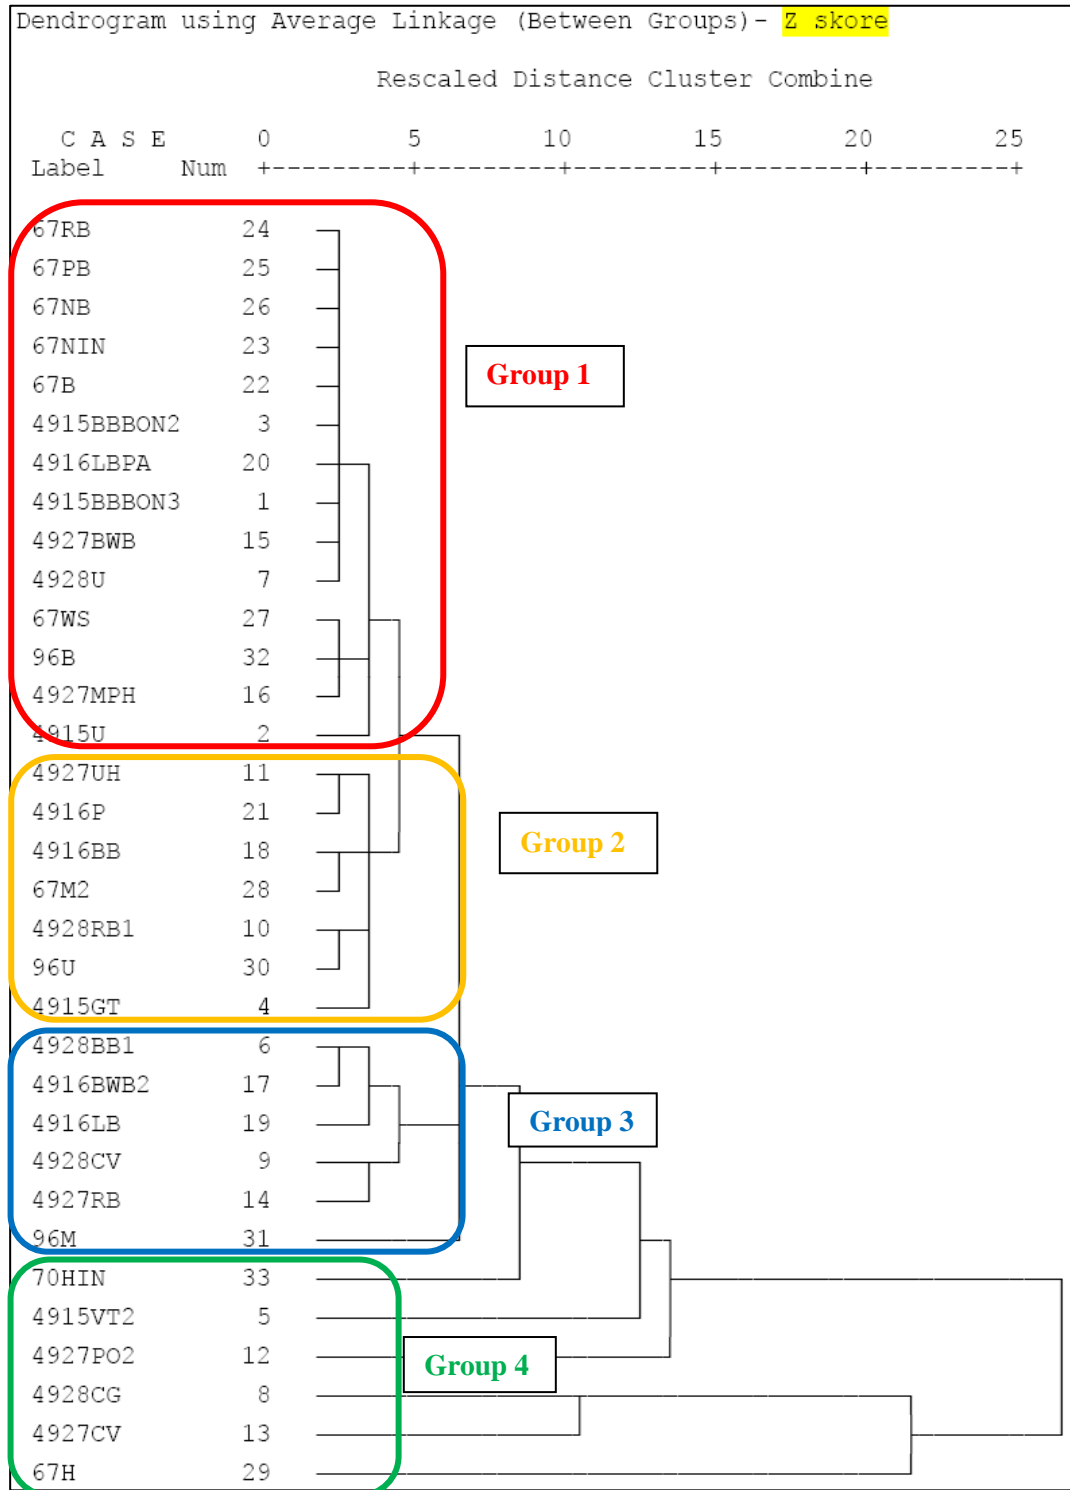 Dendrogram using Average Linkage (Between Groups)- Z skore
Rescaled Distance Cluster Combine
C A S E 0 5 10 15 20 25
Label Num +---------+---------+---------+---------+---------+
67RB 24
67PB 25
67NB 26
67NIN 23
Group 1
67B 22
4915BBBON2 3
4916LBPA 20
4915BBBON3 1
4927BWB 15
4928U 7
67WS 27
96B 32
4927MPH 16
4915U 2
4927UH 11
4916P 21
Group 2
4916BB 18
67M2 28
4928RB1 10
96U 30
4915GT 4
4928BB1 6
4916BWB2 17
4916LB 19
Group 3
4928CV 9
4927RB 14
96M 31
70HIN 33
4915VT2 5
4927PO2 12
Group 4
4928CG 8
4927CV 13
67H 29